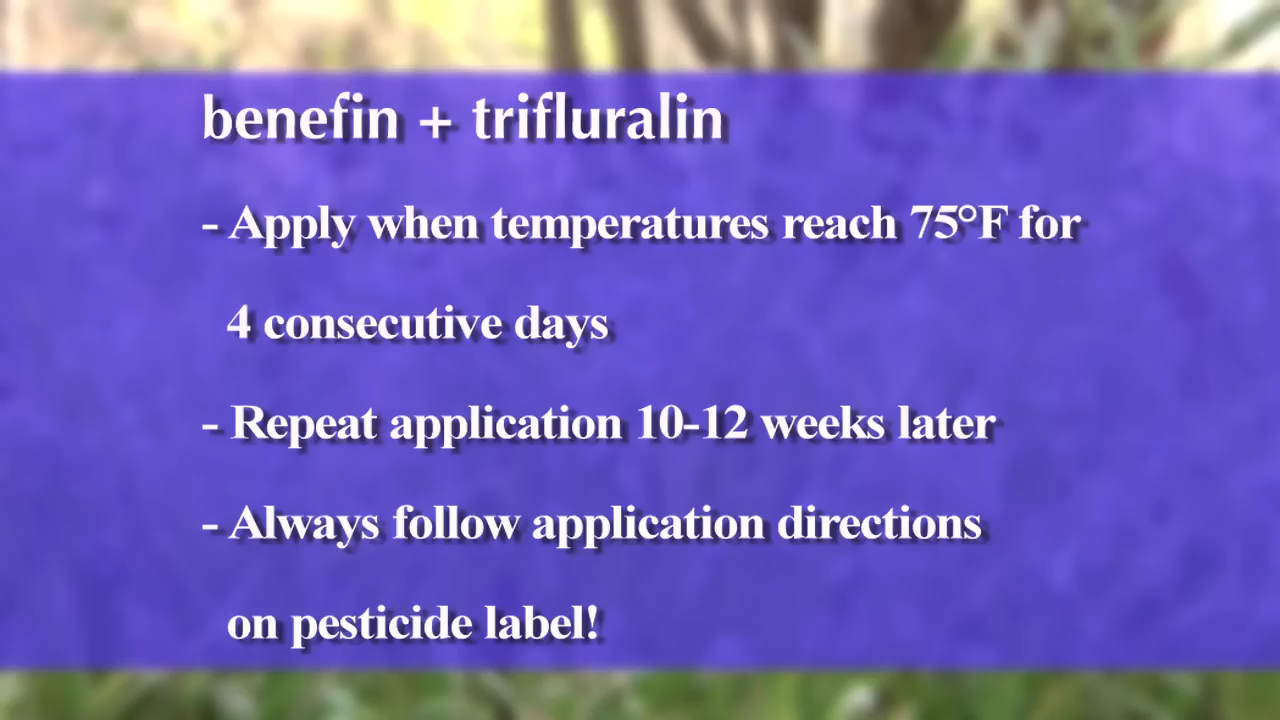 benefin + trifluralin
- Apply when temperatures reach 75°F for
4 consecutive days
- Repeat application 10-12 weeks later
- Always follow application directions
on pesticide label!